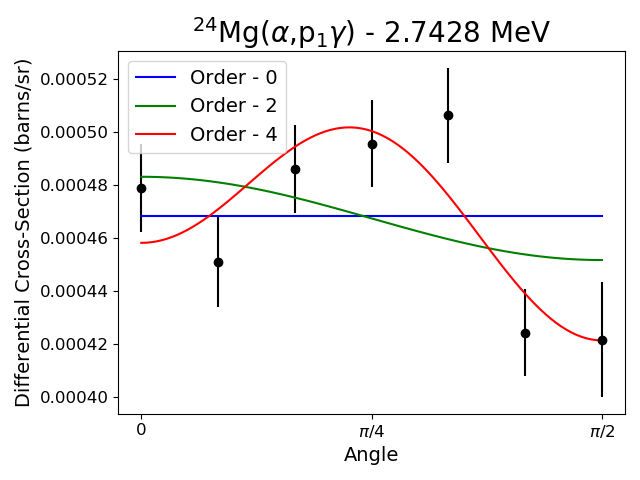 ²⁴Mg(α,p₁γ) - 2.7428 MeV
Order - 0
Order - 2
Order - 4
Differential Cross-Section (barns/sr)
0.00052
0.00050
0.00048
0.00046
0.00044
0.00042
0.00040
0 π/4 π/2
Angle